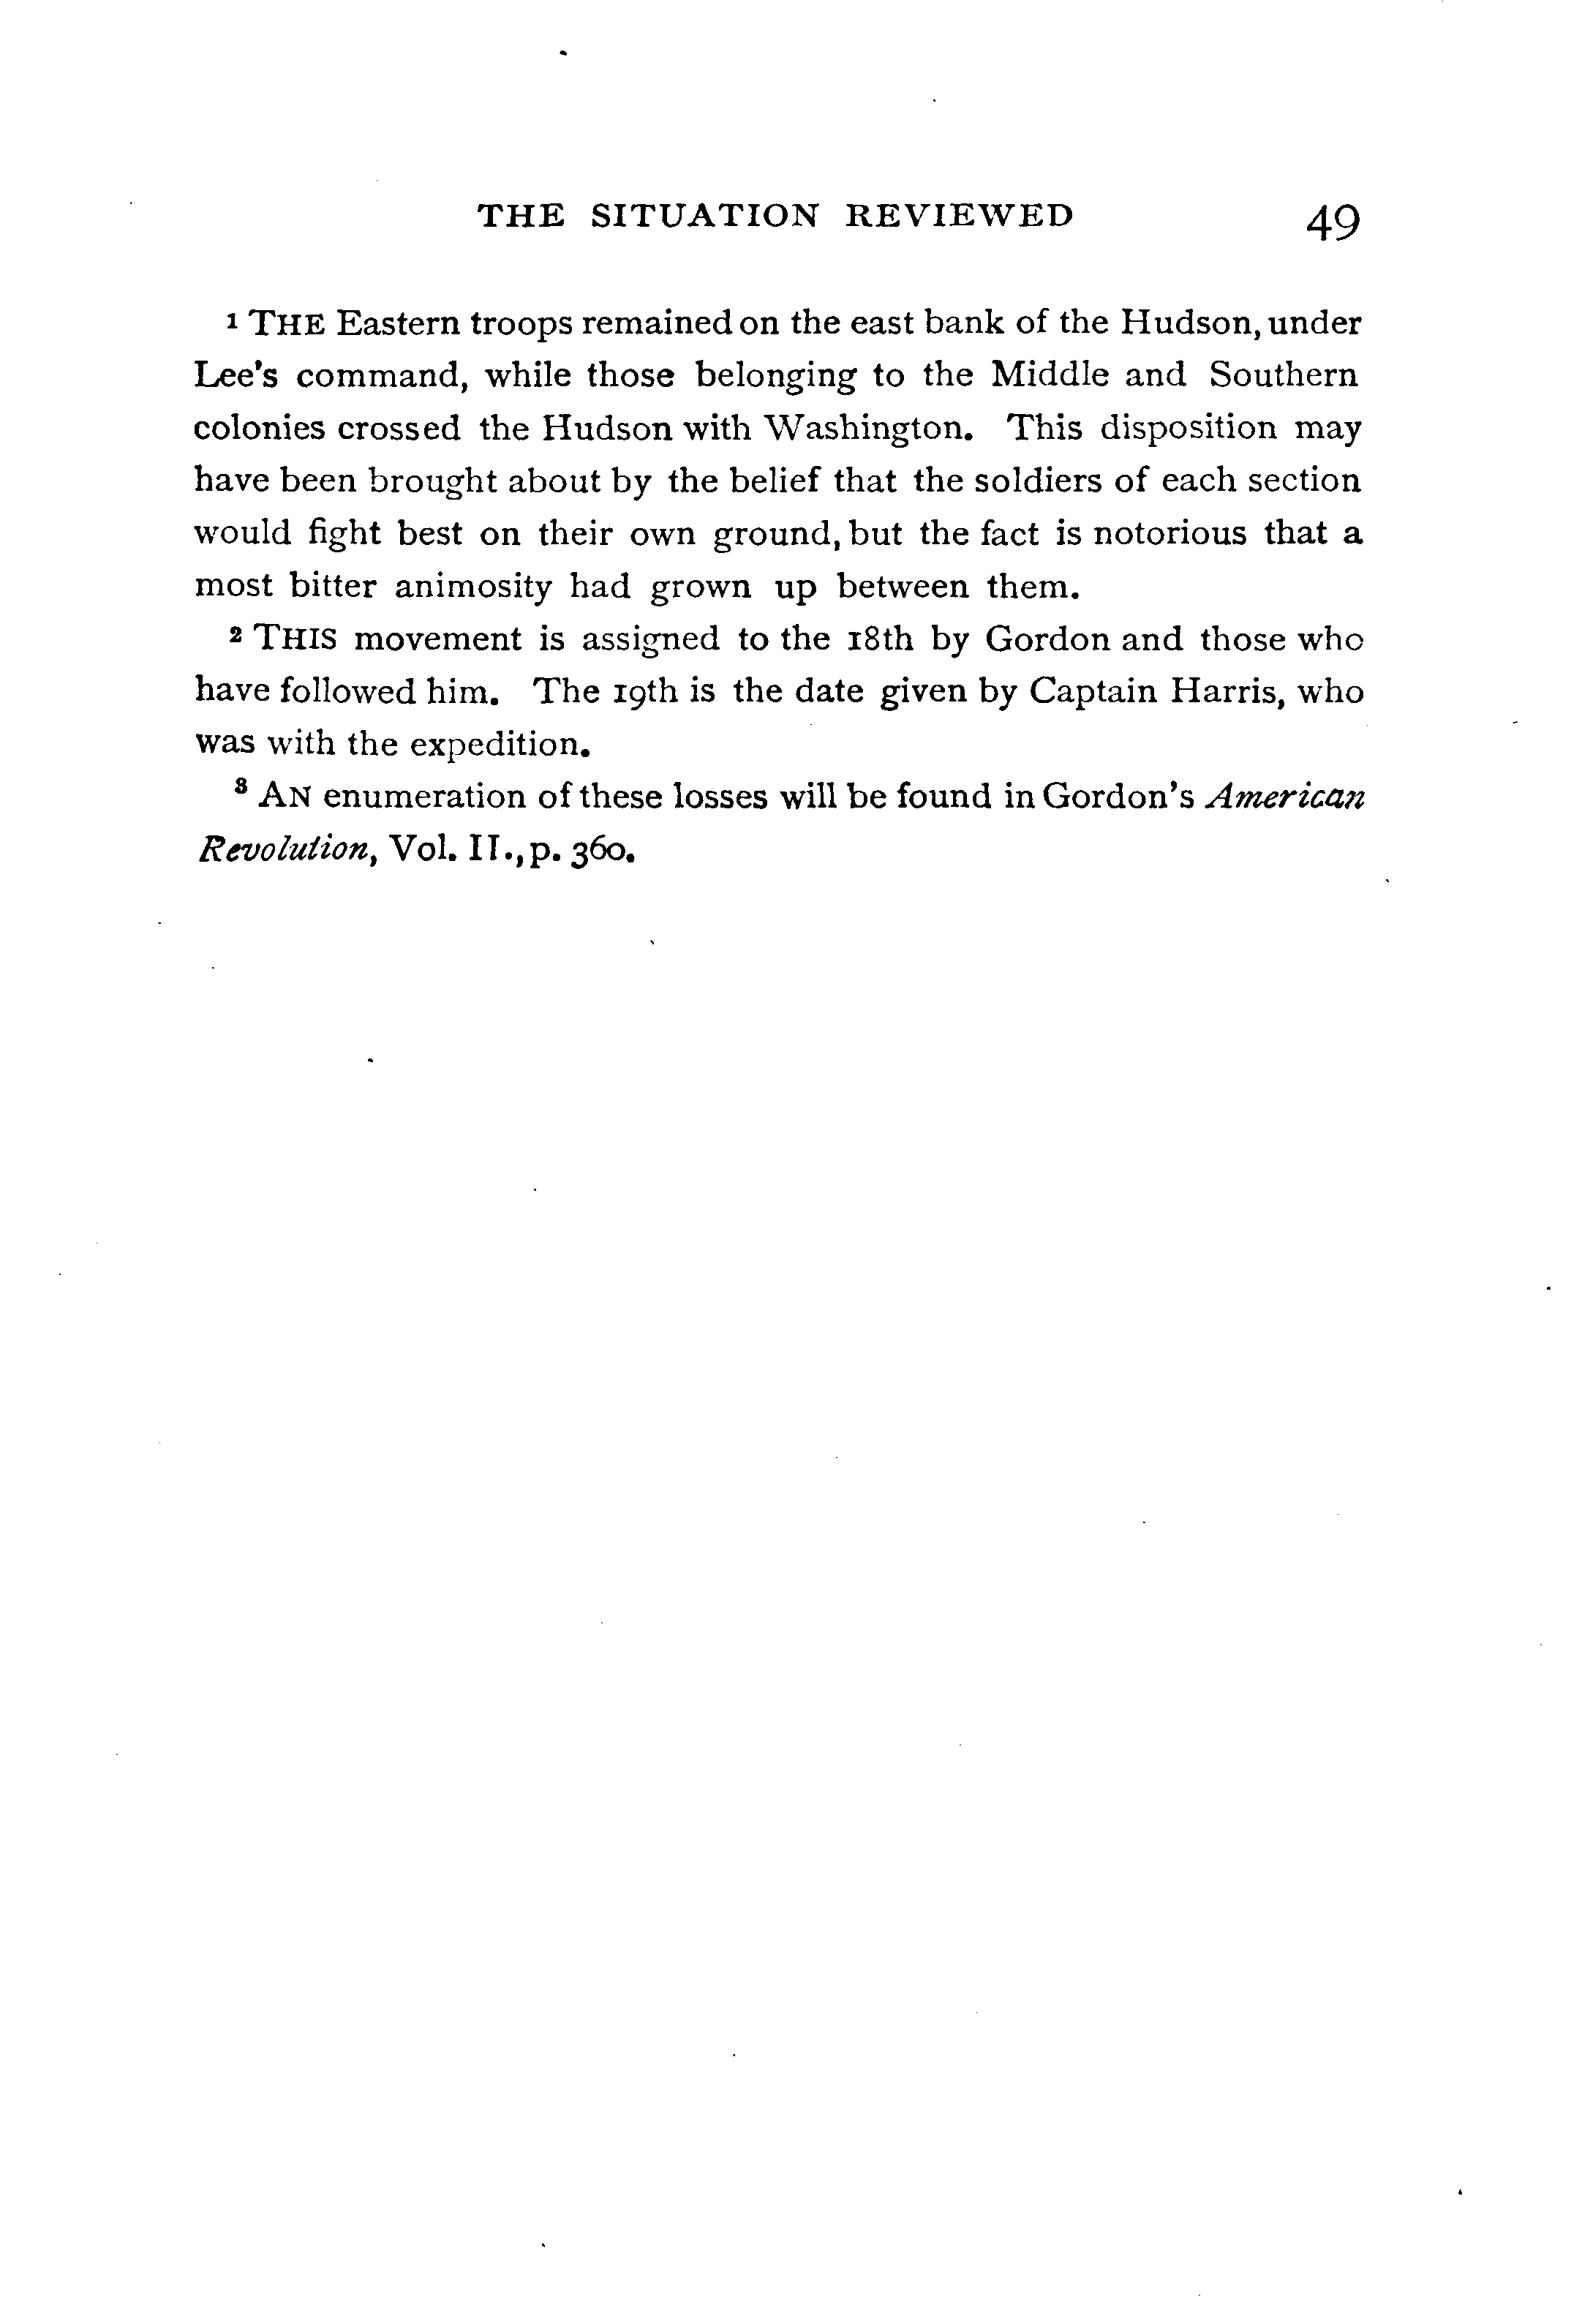 THE SITUATION REVIEWED 49
¹ THE Eastern troops remained on the east bank of the Hudson, under
Lee's command, while those belonging to the Middle and Southern
colonies crossed the Hudson with Washington. This disposition may
have been brought about by the belief that the soldiers of each section
would fight best on their own ground, but the fact is notorious that a
most bitter animosity had grown up between them.
² THIS movement is assigned to the 18th by Gordon and those who
have followed him. The 19th is the date given by Captain Harris, who
was with the expedition.
³ AN enumeration of these losses will be found in Gordon's American
Revolution, Vol. II., p. 360.